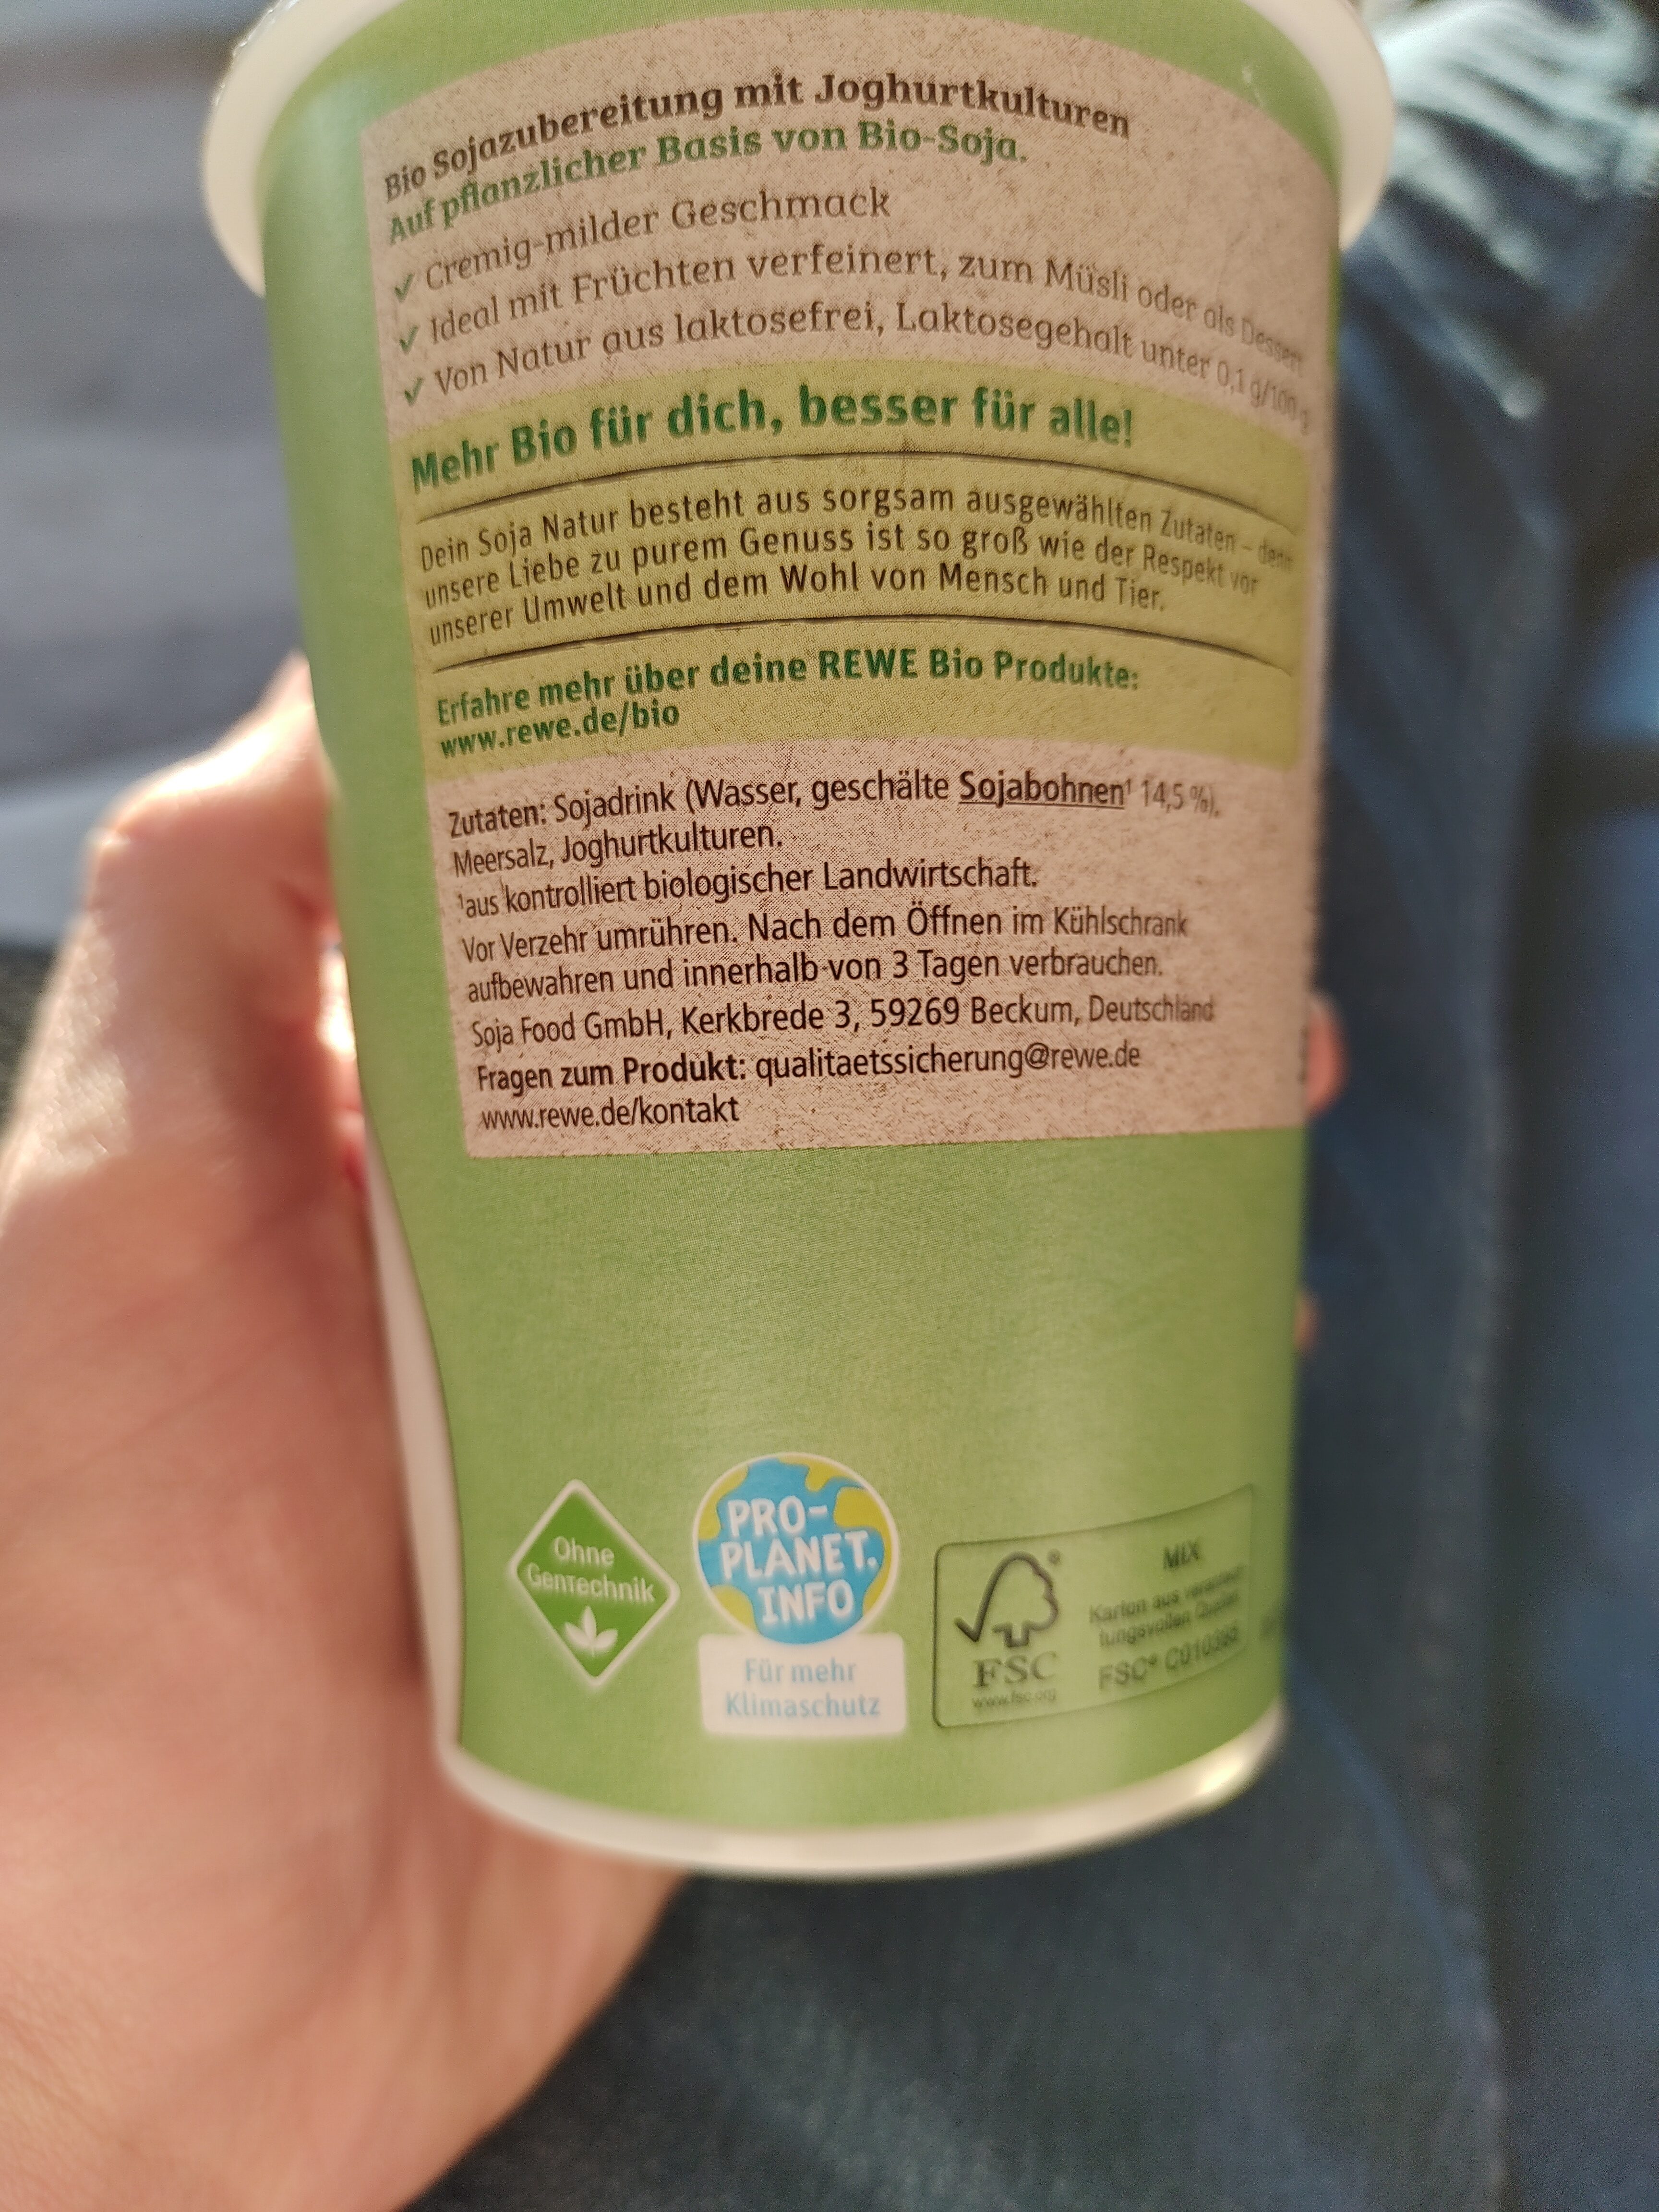 Bio Sojazubereitung mit Joghurtkulturen
Auf pflanzlicher Basis von Bio-Soja.
✓ Cremig-milder Geschmack
✓ Ideal mit Früchten verfeinert, zum Müsli oder als Dessert
✓ Von Natur aus laktosefrei, Laktosegehalt unter 0,1 g/100 g
Mehr Bio für dich, besser für alle!
Dein Soja Natur besteht aus sorgsam ausgewählten Zutaten – denn
unsere Liebe zu purem Genuss ist so groß wie der Respekt vor
unserer Umwelt und dem Wohl von Mensch und Tier.
Erfahre mehr über deine REWE Bio Produkte:
www.rewe.de/bio
Zutaten: Sojadrink (Wasser, geschälte Sojabohnen¹ 14,5 %),
Meersalz, Joghurtkulturen.
¹aus kontrolliert biologischer Landwirtschaft.
Vor Verzehr umrühren. Nach dem Öffnen im Kühlschrank
aufbewahren und innerhalb von 3 Tagen verbrauchen.
Soja Food GmbH, Kerkbrede 3, 59269 Beckum, Deutschland
Fragen zum Produkt: qualitaetssicherung@rewe.de
www.rewe.de/kontakt
Ohne
GenTechnik
PRO-
PLANET.
INFO
Für mehr
Klimaschutz
FSC
www.fsc.org
MIX
Karton aus
FSC®